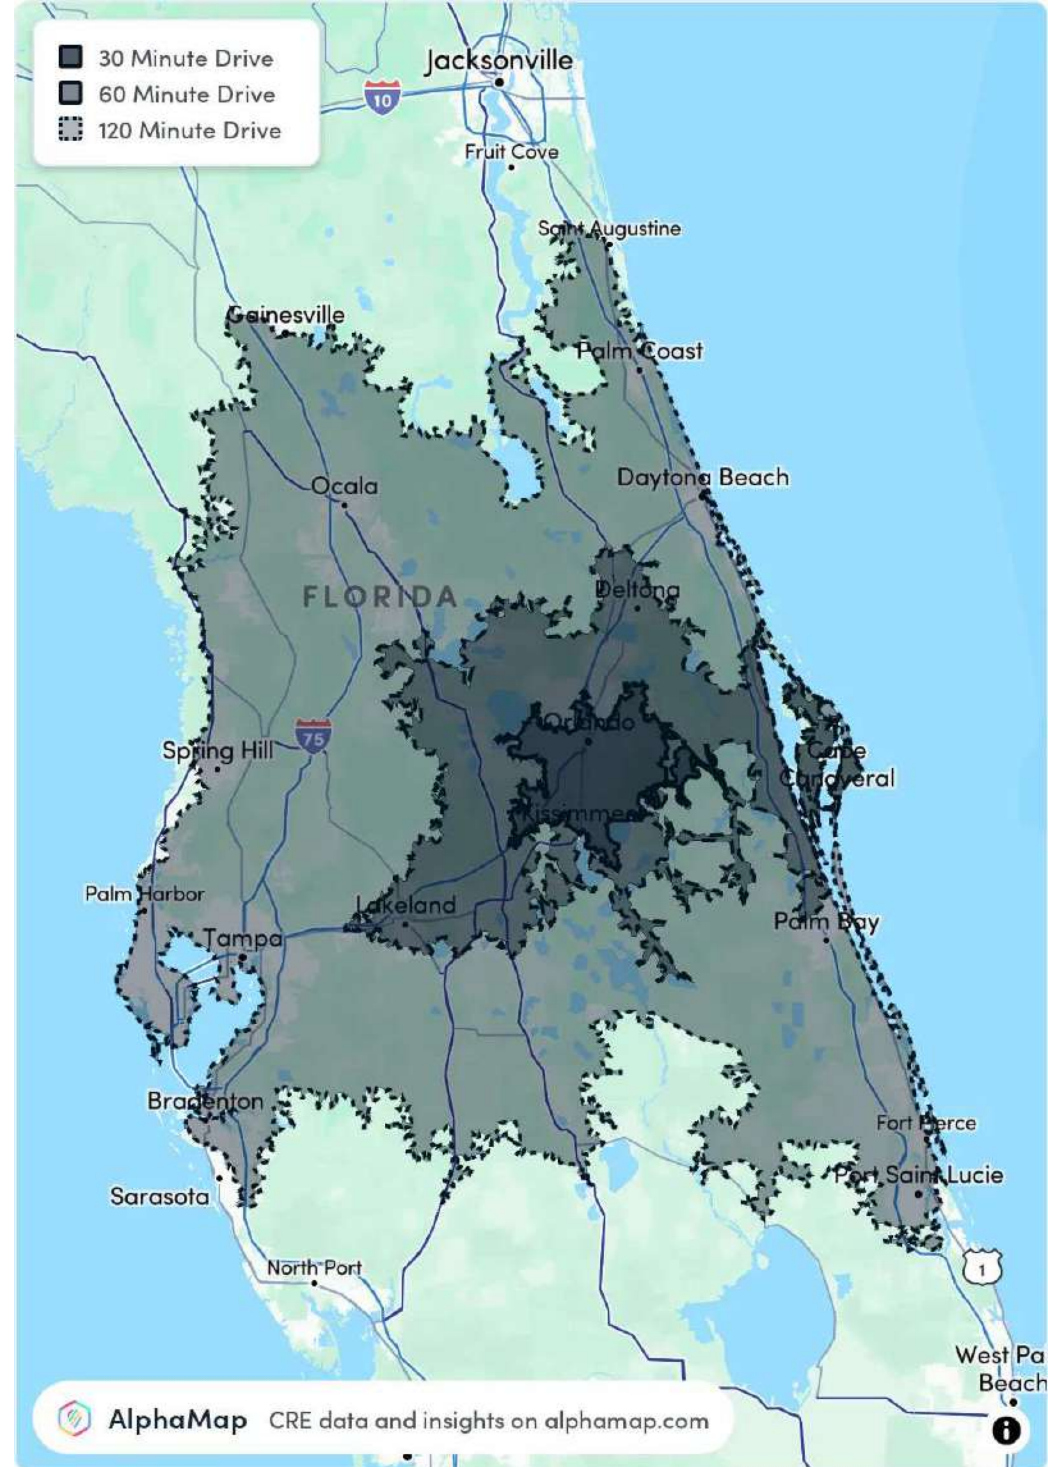 30 Minute Drive
60 Minute Drive
120 Minute Drive
Jacksonville
10
Fruit Cove
Saint Augustine
Gainesville
Palm Coast
Daytona Beach
Ocala
FLORIDA
Deltona
Orlando
75
Spring Hill
Cape
Canaveral
Kissimmee
Palm Harbor
Lakeland
Palm Bay
Tampa
Bradenton
Fort Pierce
Port Saint Lucie
Sarasota
North Port
1
West Pa
Beach
AlphaMap CRE data and insights on alphamap.com